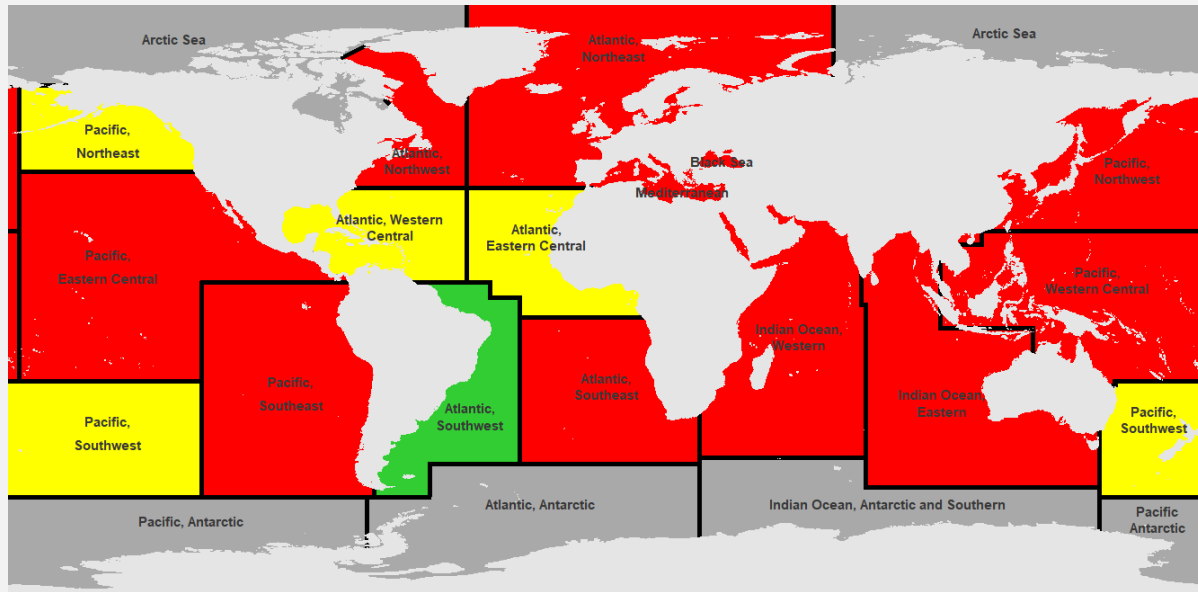 Arctic Sea
Atlantic,
Northeast
Arctic Sea
Pacific,
Northeast
Atlantic,
Northwest
Black Sea
Mediterranean
Pacific,
Northwest
Atlantic, Western
Central
Atlantic,
Eastern Central
Pacific,
Eastern Central
Pacific,
Western Central
Indian Ocean,
Western
Pacific,
Southeast
Atlantic,
Southeast
Atlantic,
Southwest
Indian Ocean
Eastern
Pacific,
Southwest
Pacific,
Southwest
Pacific, Antarctic
Atlantic, Antarctic
Indian Ocean, Antarctic and Southern
Pacific
Antarctic